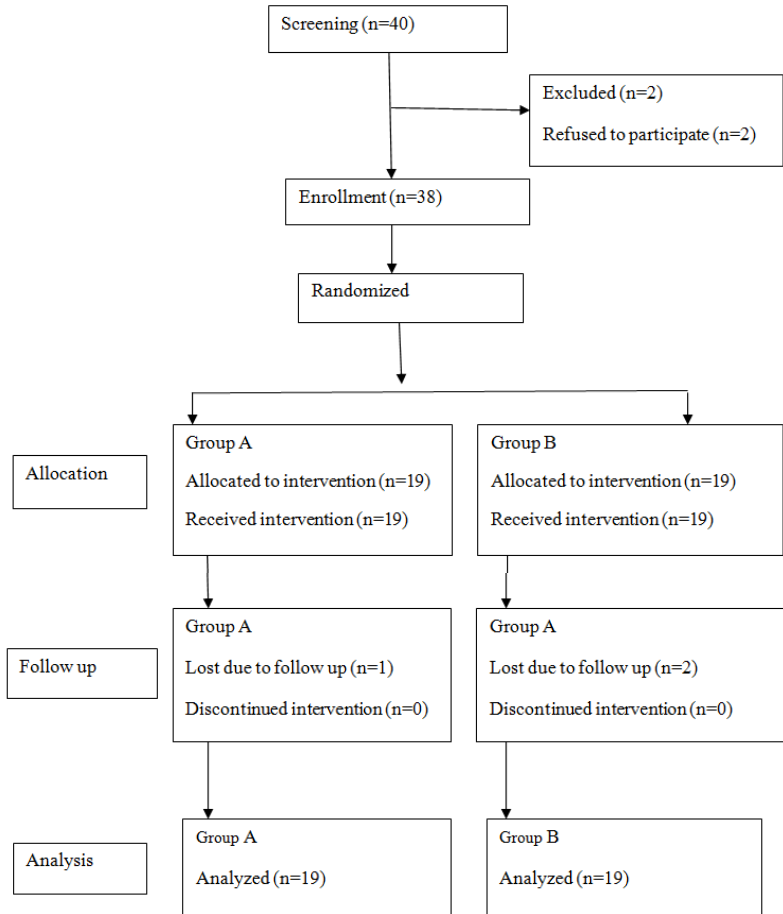 Screening (n=40)
Excluded (n=2)
Refused to participate (n=2)
Enrollment (n=38)
Randomized
Allocation
Group A
Allocated to intervention (n=19)
Received intervention (n=19)
Group B
Allocated to intervention (n=19)
Received intervention (n=19)
Follow up
Group A
Lost due to follow up (n=1)
Discontinued intervention (n=0)
Group A
Lost due to follow up (n=2)
Discontinued intervention (n=0)
Analysis
Group A
Analyzed (n=19)
Group B
Analyzed (n=19)